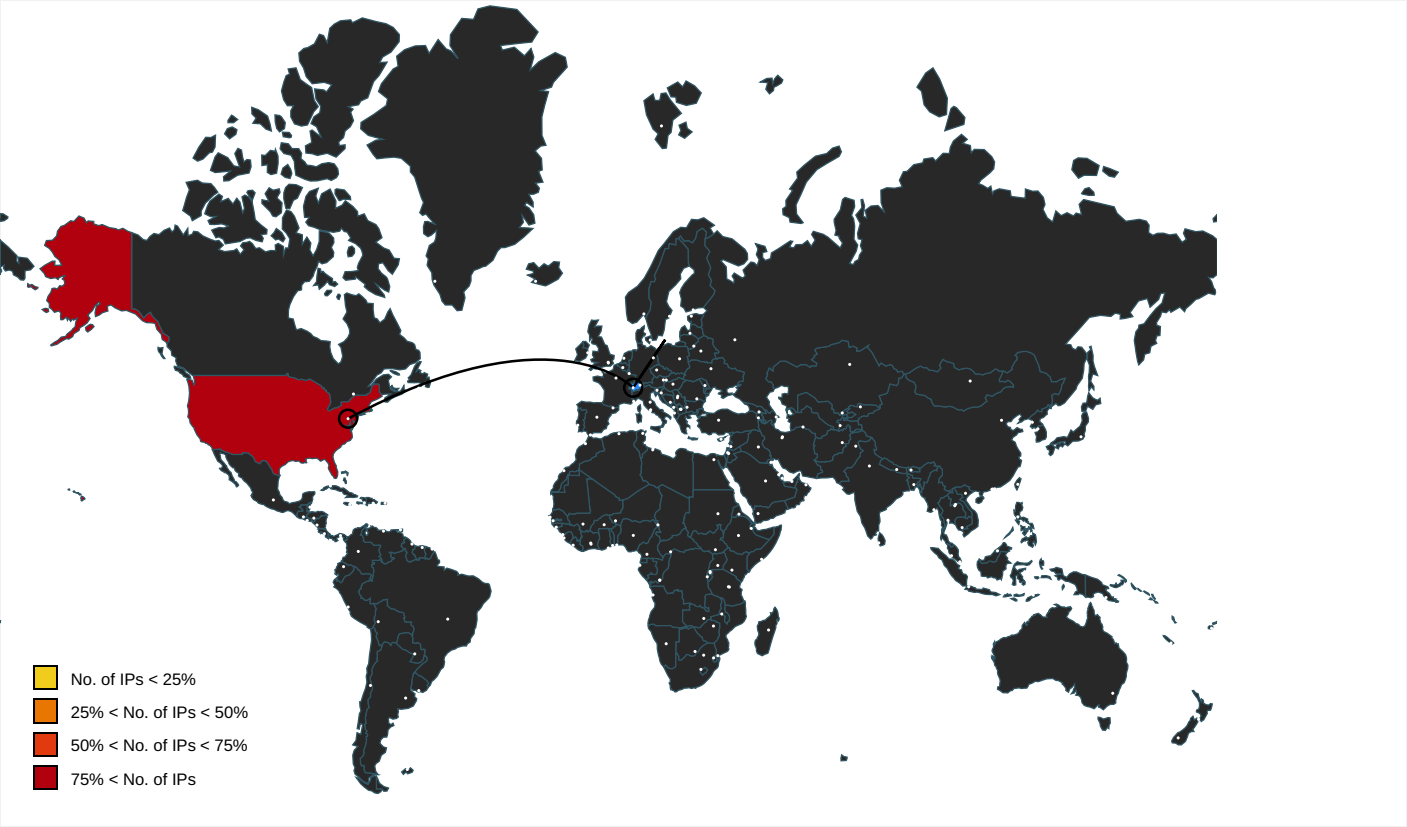 No. of IPs < 25%
25% < No. of IPs < 50%
50% < No. of IPs < 75%
75% < No. of IPs